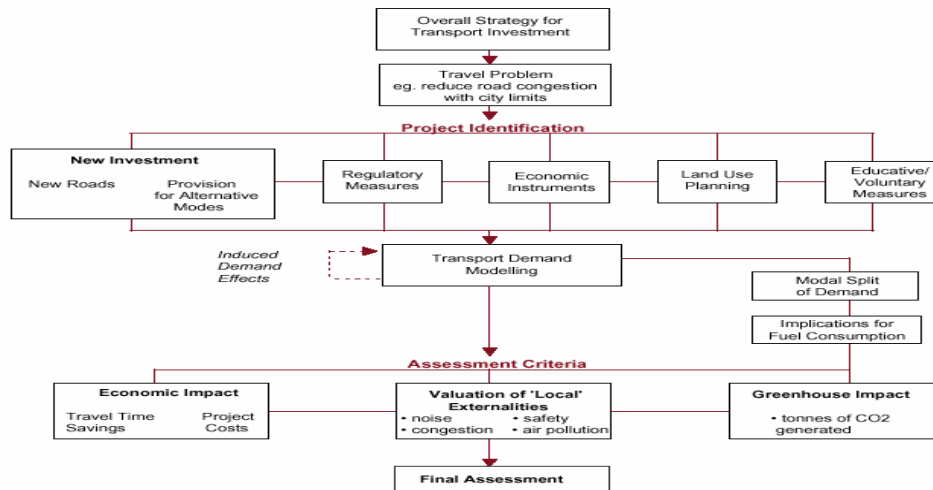 Overall Strategy for
Transport Investment
Travel Problem
eg. reduce road congestion
with city limits
Project Identification
New Investment
New Roads
Provision
for Alternative
Modes
Regulatory
Measures
Economic
Instruments
Land Use
Planning
Educative/
Voluntary
Measures
Induced
Demand
Effects
Transport Demand
Modelling
Modal Split
of Demand
Implications for
Fuel Consumption
Assessment Criteria
Economic Impact
Travel Time
Savings
Project
Costs
Valuation of 'Local'
Externalities
• noise • safety
• congestion • air pollution
Greenhouse Impact
• tonnes of CO2
generated
Final Assessment